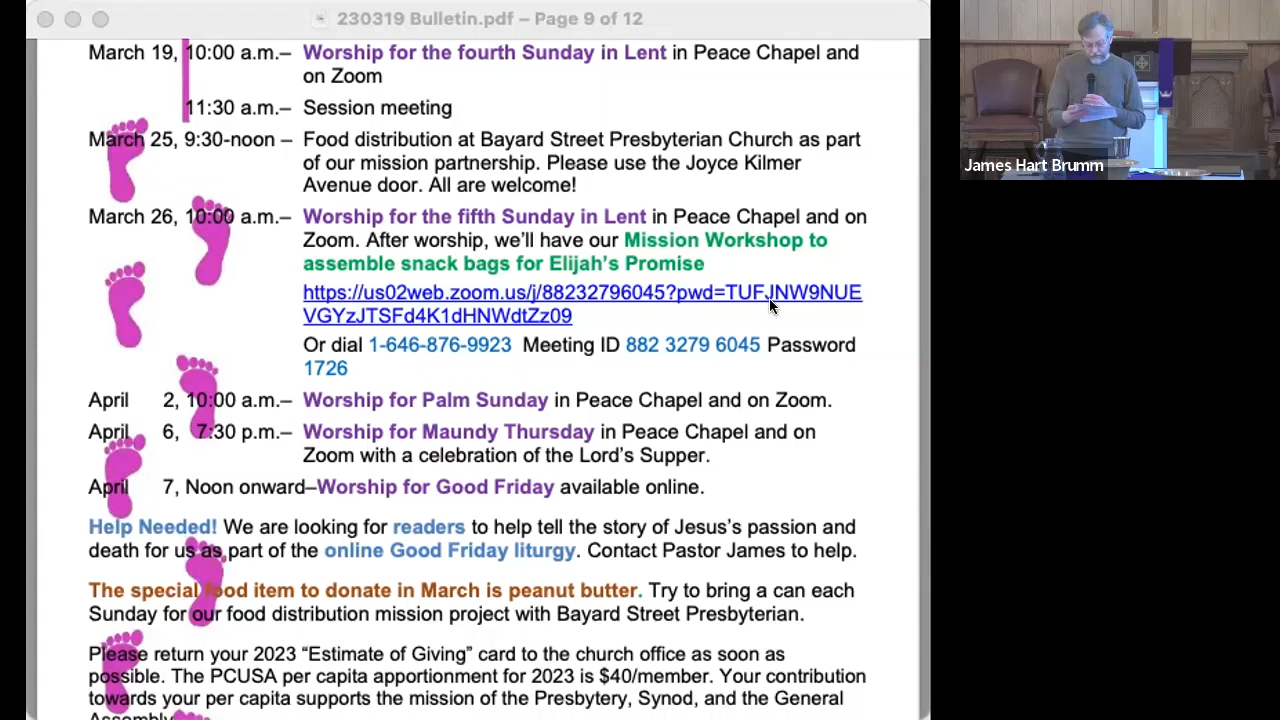 230319 Bulletin.pdf – Page 9 of 12
March 19, 10:00 a.m.– Worship for the fourth Sunday in Lent in Peace Chapel and
on Zoom
11:30 a.m.– Session meeting
March 25, 9:30-noon – Food distribution at Bayard Street Presbyterian Church as part
of our mission partnership. Please use the Joyce Kilmer
Avenue door. All are welcome!
March 26, 10:00 a.m.– Worship for the fifth Sunday in Lent in Peace Chapel and on
Zoom. After worship, we’ll have our Mission Workshop to
assemble snack bags for Elijah’s Promise
https://us02web.zoom.us/j/88232796045?pwd=TUFJNW9NUE
VGYzJTSFd4K1dHNWdtZz09
Or dial 1-646-876-9923 Meeting ID 882 3279 6045 Password
1726
April 2, 10:00 a.m.– Worship for Palm Sunday in Peace Chapel and on Zoom.
April 6, 7:30 p.m.– Worship for Maundy Thursday in Peace Chapel and on
Zoom with a celebration of the Lord’s Supper.
April 7, Noon onward–Worship for Good Friday available online.
Help Needed! We are looking for readers to help tell the story of Jesus’s passion and
death for us as part of the online Good Friday liturgy. Contact Pastor James to help.
The special food item to donate in March is peanut butter. Try to bring a can each
Sunday for our food distribution mission project with Bayard Street Presbyterian.
Please return your 2023 “Estimate of Giving” card to the church office as soon as
possible. The PCUSA per capita apportionment for 2023 is $40/member. Your contribution
towards your per capita supports the mission of the Presbytery, Synod, and the General
Assembly
James Hart Brumm